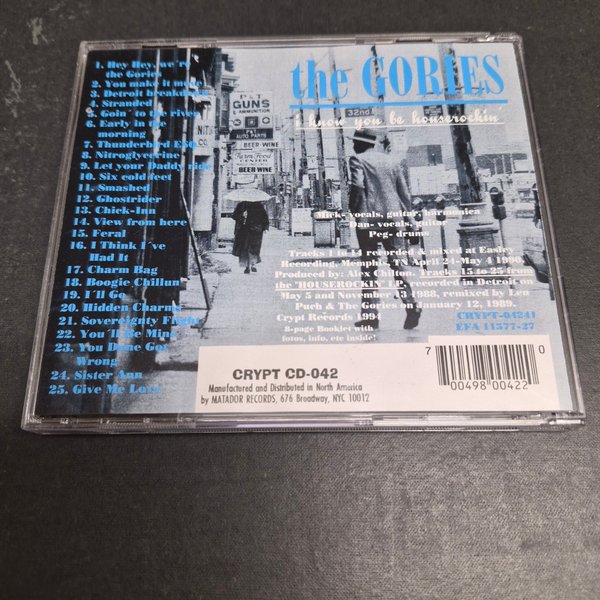 the GORIES
i know you be houserockin
1. Hey Hey, we're
the Gories
2. You make it move
3. Detroit breakdown
4. Stranded
5. Goin' to the river
6. Early in the
morning
7. Thunderbird ESQ
8. Nitroglycerine
9. Let your Daddy ride
10. Six cold feet
11. Smashed
12. Ghostrider
13. Chick-Inn
14. View from here
15. Feral
16. I Think I've
Had It
17. Charm Bag
18. Boogie Chillun
19. I'll Go
20. Hidden Charms
21. Sovereignty Flight
22. You'll Be Mine
23. You Done Got
Wrong
24. Sister Ann
25. Give Me Love
P&T
GUNS
AMMUNITION
P&T
AUTO PARTS
BEER-WINE
Farm Food
CENTER
BEER-WINE
32nd
Mick- vocals, guitar, harmonica
Dan- vocals, guitar
Peg- drums
Tracks 1 to 14 recorded & mixed at Easley
Recording, Memphis, TN April 24-May 4 1990.
Produced by: Alex Chilton. Tracks 15 to 25 from
the "HOUSEROCKIN' LP, recorded in Detroit on
May 5 and November 13 1988, remixed by Len
Puch & The Gories on January 12, 1989.
Crypt Records 1994
CRYPT-04241
8-page Booklet with
fotos, info, etc inside!
EFA 11577-27
CRYPT CD-042
Manufactured and Distributed in North America
by MATADOR RECORDS, 676 Broadway, NYC 10012
7 00498 00422 0